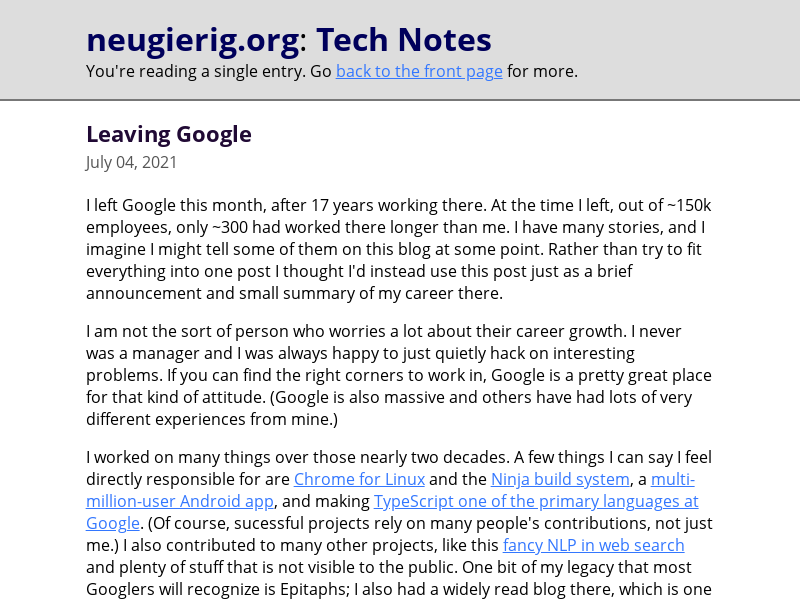 neugierig.org: Tech Notes
You're reading a single entry. Go back to the front page for more.
Leaving Google
July 04, 2021
I left Google this month, after 17 years working there. At the time I left, out of ~150k
employees, only ~300 had worked there longer than me. I have many stories, and I
imagine I might tell some of them on this blog at some point. Rather than try to fit
everything into one post I thought I'd instead use this post just as a brief
announcement and small summary of my career there.
I am not the sort of person who worries a lot about their career growth. I never
was a manager and I was always happy to just quietly hack on interesting
problems. If you can find the right corners to work in, Google is a pretty great place
for that kind of attitude. (Google is also massive and others have had lots of very
different experiences from mine.)
I worked on many things over those nearly two decades. A few things I can say I feel
directly responsible for are Chrome for Linux and the Ninja build system, a multi-
million-user Android app, and making TypeScript one of the primary languages at
Google. (Of course, sucessful projects rely on many people's contributions, not just
me.) I also contributed to many other projects, like this fancy NLP in web search
and plenty of stuff that is not visible to the public. One bit of my legacy that most
Googlers will recognize is Epitaphs; I also had a widely read blog there, which is one